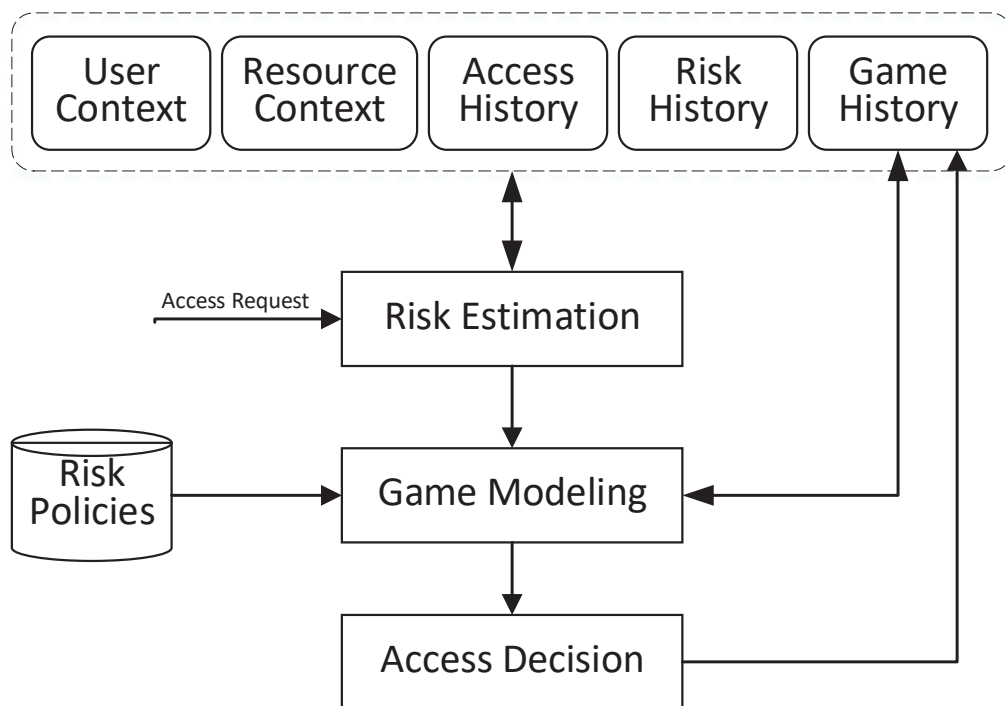 User
Context
Resource
Context
Access
History
Risk
History
Game
History
Access Request
Risk Estimation
Risk
Policies
Game Modeling
Access Decision